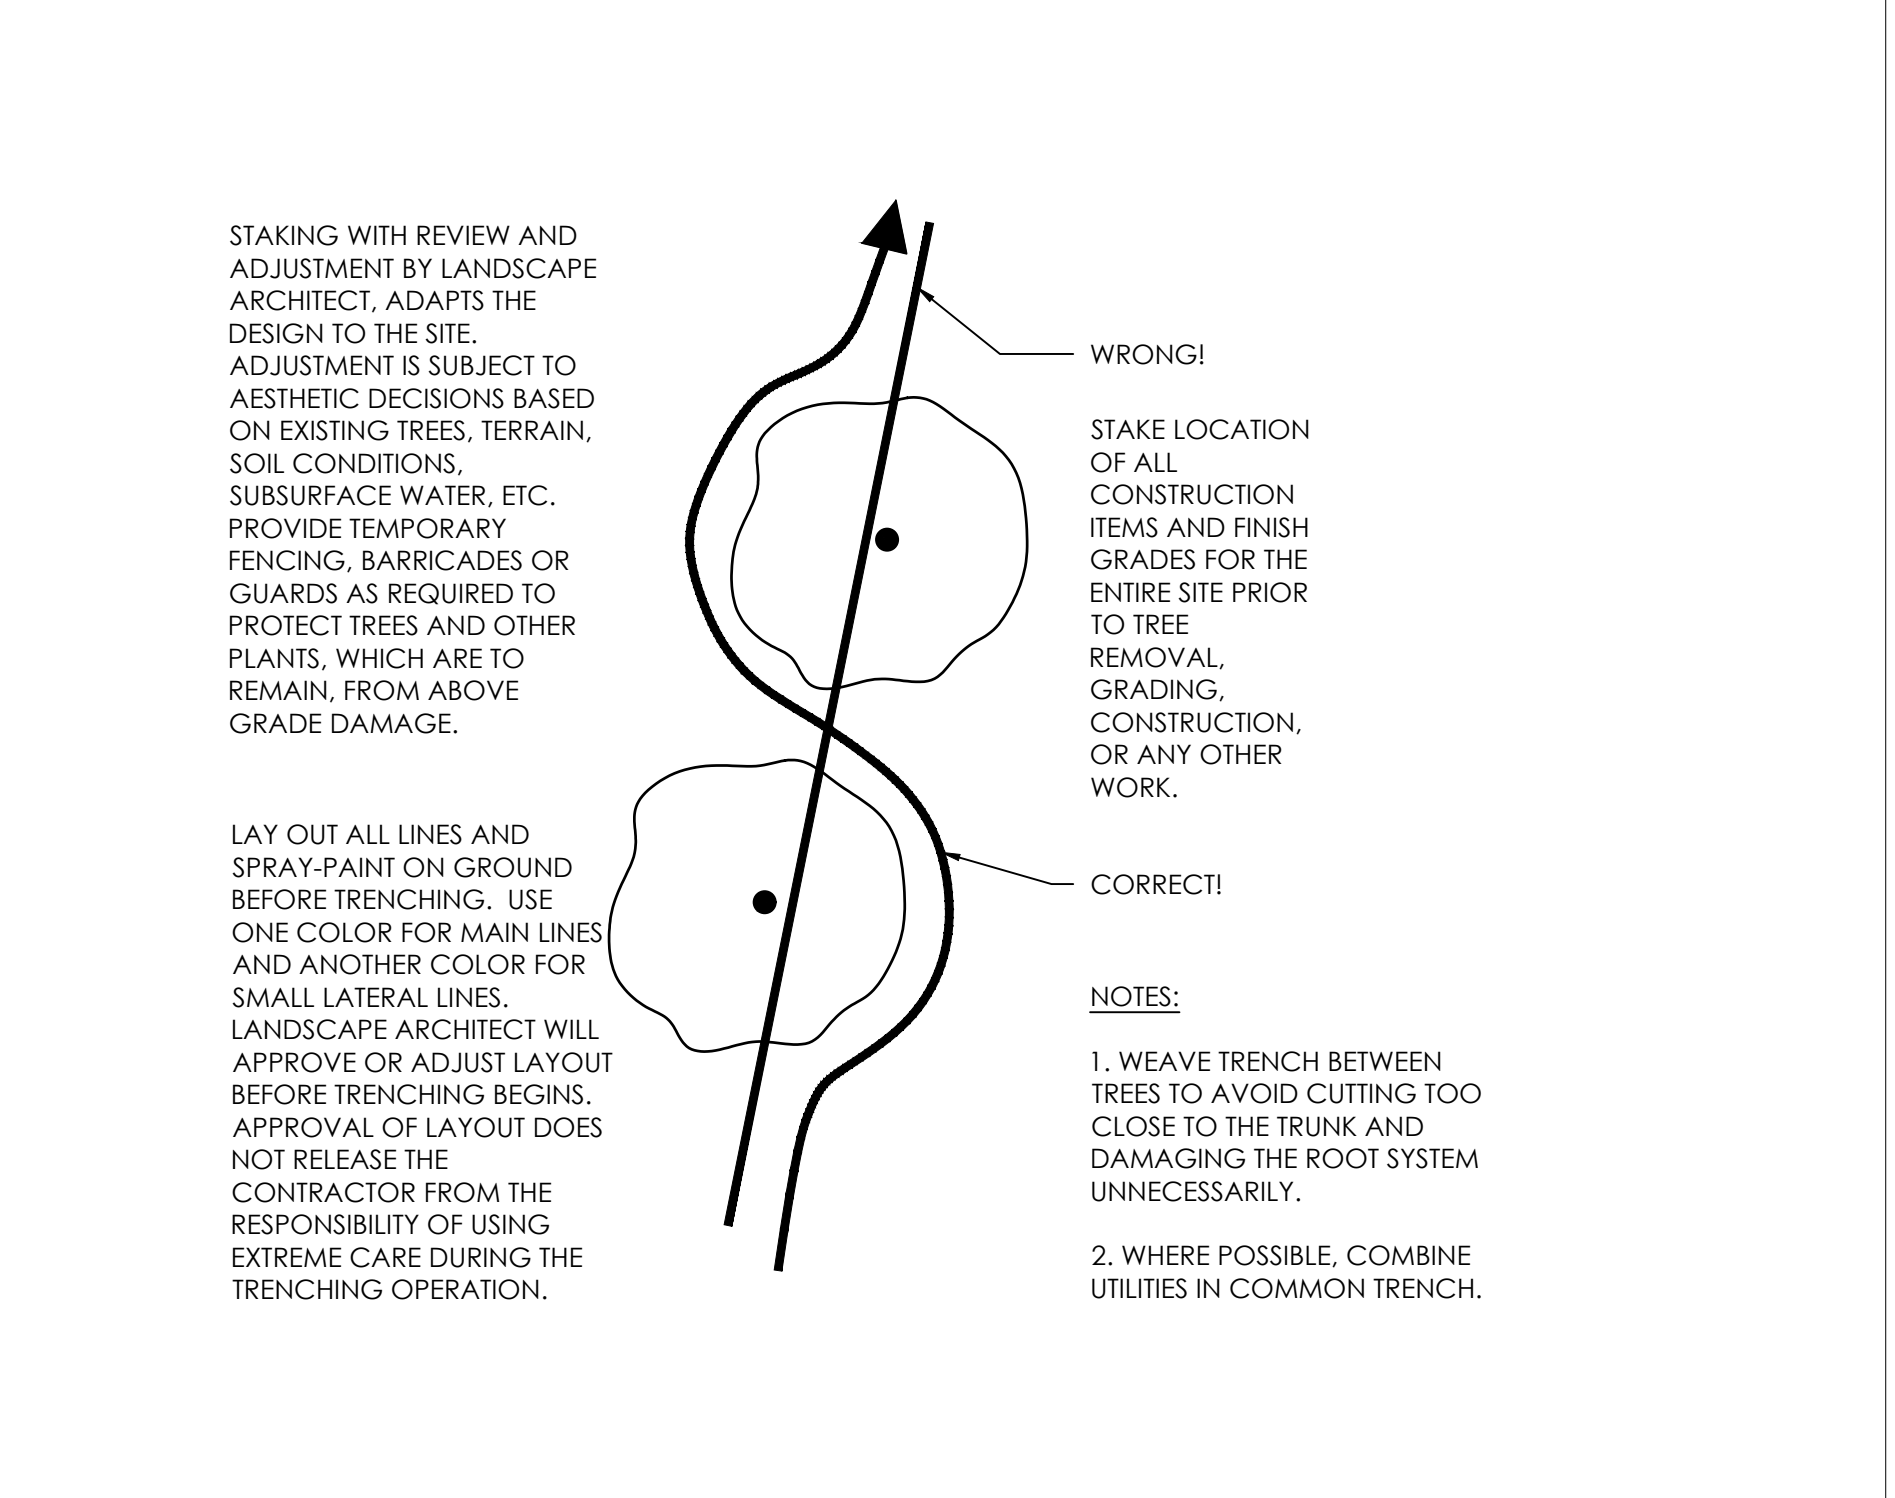 STAKING WITH REVIEW AND
ADJUSTMENT BY LANDSCAPE
ARCHITECT, ADAPTS THE
DESIGN TO THE SITE.
ADJUSTMENT IS SUBJECT TO
AESTHETIC DECISIONS BASED
ON EXISTING TREES, TERRAIN,
SOIL CONDITIONS,
SUBSURFACE WATER, ETC.
PROVIDE TEMPORARY
FENCING, BARRICADES OR
GUARDS AS REQUIRED TO
PROTECT TREES AND OTHER
PLANTS, WHICH ARE TO
REMAIN, FROM ABOVE
GRADE DAMAGE.
LAY OUT ALL LINES AND
SPRAY-PAINT ON GROUND
BEFORE TRENCHING.  USE
ONE COLOR FOR MAIN LINES
AND ANOTHER COLOR FOR
SMALL LATERAL LINES.
LANDSCAPE ARCHITECT WILL
APPROVE OR ADJUST LAYOUT
BEFORE TRENCHING BEGINS.
APPROVAL OF LAYOUT DOES
NOT RELEASE THE
CONTRACTOR FROM THE
RESPONSIBILITY OF USING
EXTREME CARE DURING THE
TRENCHING OPERATION.
WRONG!
STAKE LOCATION
OF ALL
CONSTRUCTION
ITEMS AND FINISH
GRADES FOR THE
ENTIRE SITE PRIOR
TO TREE
REMOVAL,
GRADING,
CONSTRUCTION,
OR ANY OTHER
WORK.
CORRECT!
NOTES:
1. WEAVE TRENCH BETWEEN
TREES TO AVOID CUTTING TOO
CLOSE TO THE TRUNK AND
DAMAGING THE ROOT SYSTEM
UNNECESSARILY.
2. WHERE POSSIBLE, COMBINE
UTILITIES IN COMMON TRENCH.